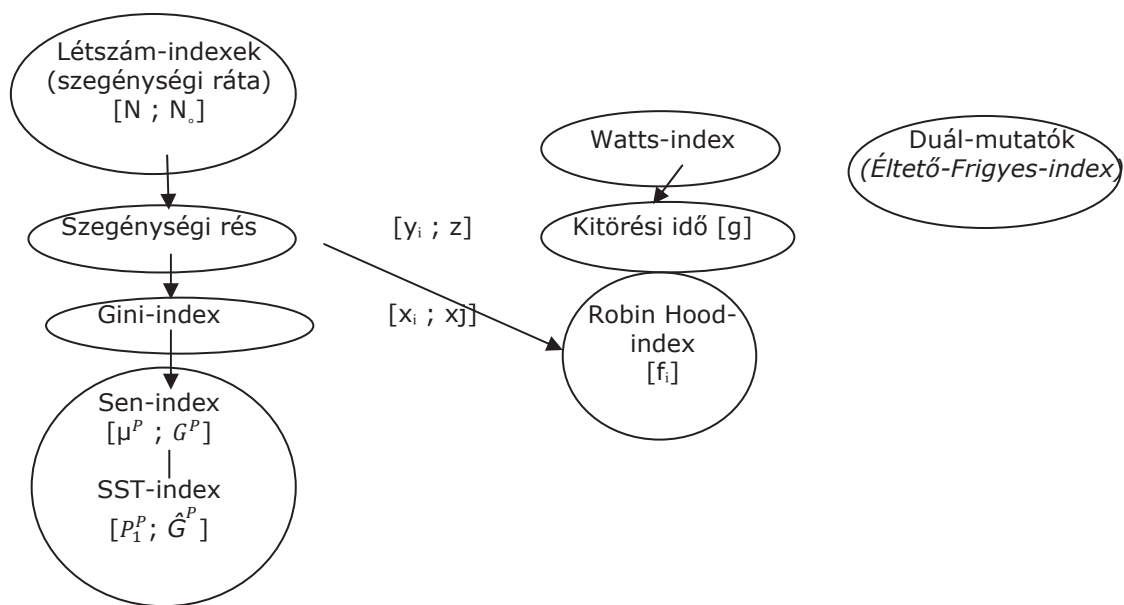 Létszám-indexek
(szegénységi ráta)
[N ; N₀]
Szegénységi rés
Gini-index
Sen-index
[µᴾ ; Gᴾ]
SST-index
[P₁ᴾ; Ĝᴾ]
[yᵢ ; z]
[xᵢ ; xj]
Watts-index
Kitörési idő [g]
Robin Hood-
index
[fᵢ]
Duál-mutatók
(Éltető-Frigyes-index)